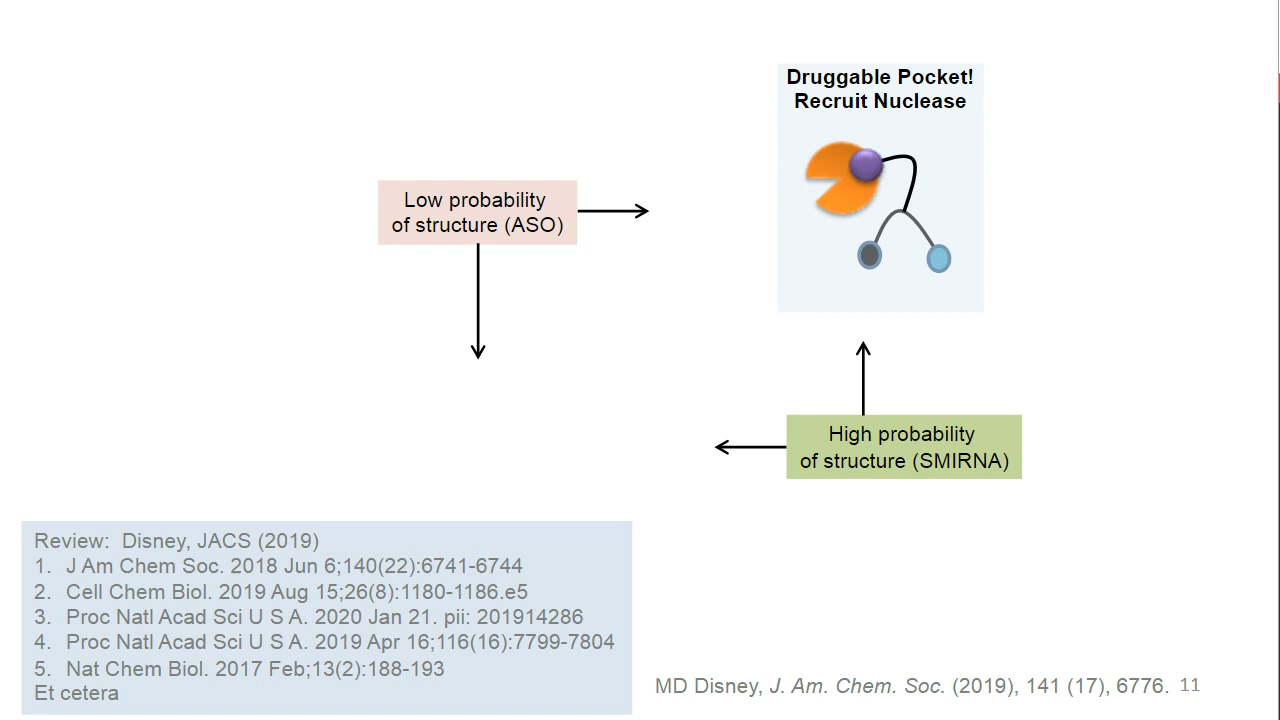 Druggable Pocket!
Recruit Nuclease
Low probability
of structure (ASO)
High probability
of structure (SMIRNA)
Review:  Disney, JACS (2019)
1. J Am Chem Soc. 2018 Jun 6;140(22):6741-6744
2. Cell Chem Biol. 2019 Aug 15;26(8):1180-1186.e5
3. Proc Natl Acad Sci U S A. 2020 Jan 21. pii: 201914286
4. Proc Natl Acad Sci U S A. 2019 Apr 16;116(16):7799-7804
5. Nat Chem Biol. 2017 Feb;13(2):188-193
Et cetera
MD Disney, J. Am. Chem. Soc. (2019), 141 (17), 6776. 11